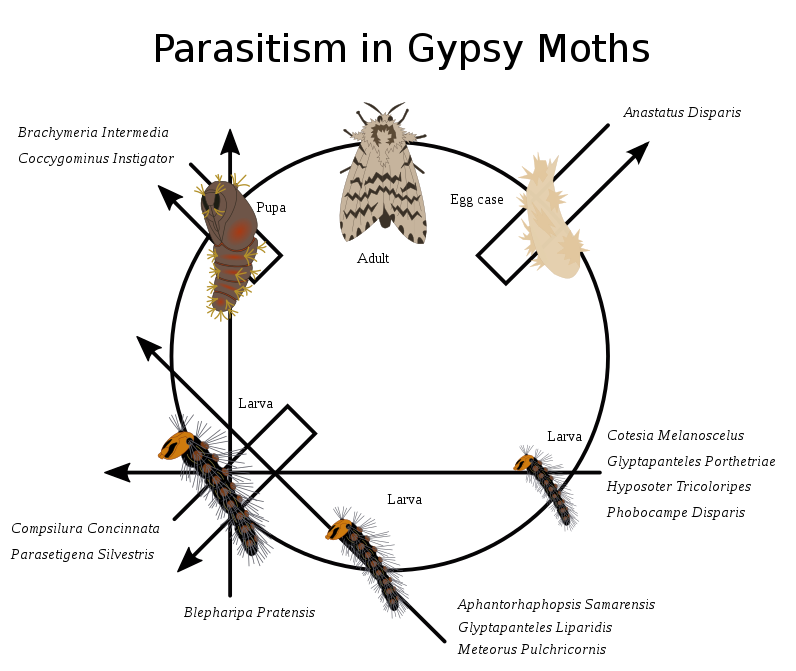 Parasitism in Gypsy Moths
Anastatus Disparis
Brachymeria Intermedia
Coccygominus Instigator
Egg case
Pupa
Adult
Larva
Larva
Cotesia Melanoscelus
Glyptapanteles Porthetriae
Hyposoter Tricoloripes
Phobocampe Disparis
Larva
Compsilura Concinnata
Parasetigena Silvestris
Blepharipa Pratensis
Aphantorhaphopsis Samarensis
Glyptapanteles Liparidis
Meteorus Pulchricornis